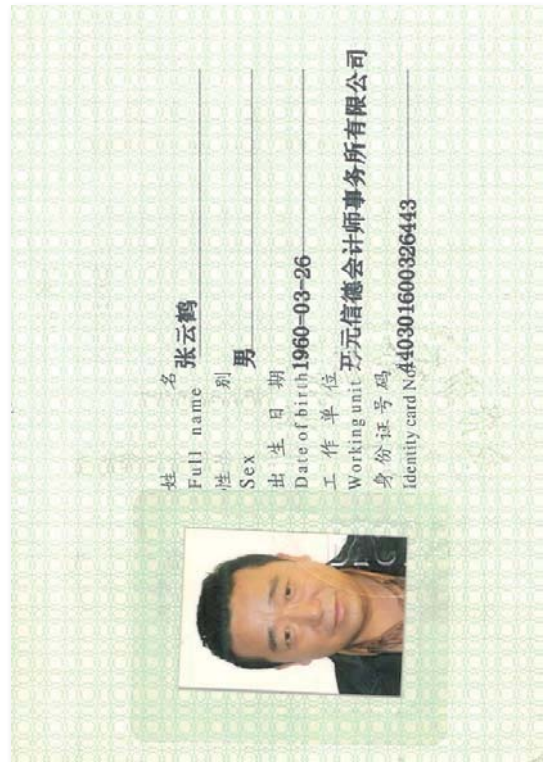 姓 名
Full name 张云鹤
性 别
Sex 男
出 生 日 期
Date of birth 1960-03-26
工 作 单 位
Working unit 开元信德会计师事务所有限公司
身 份 证 号 码
Identity card No. 440301600326443